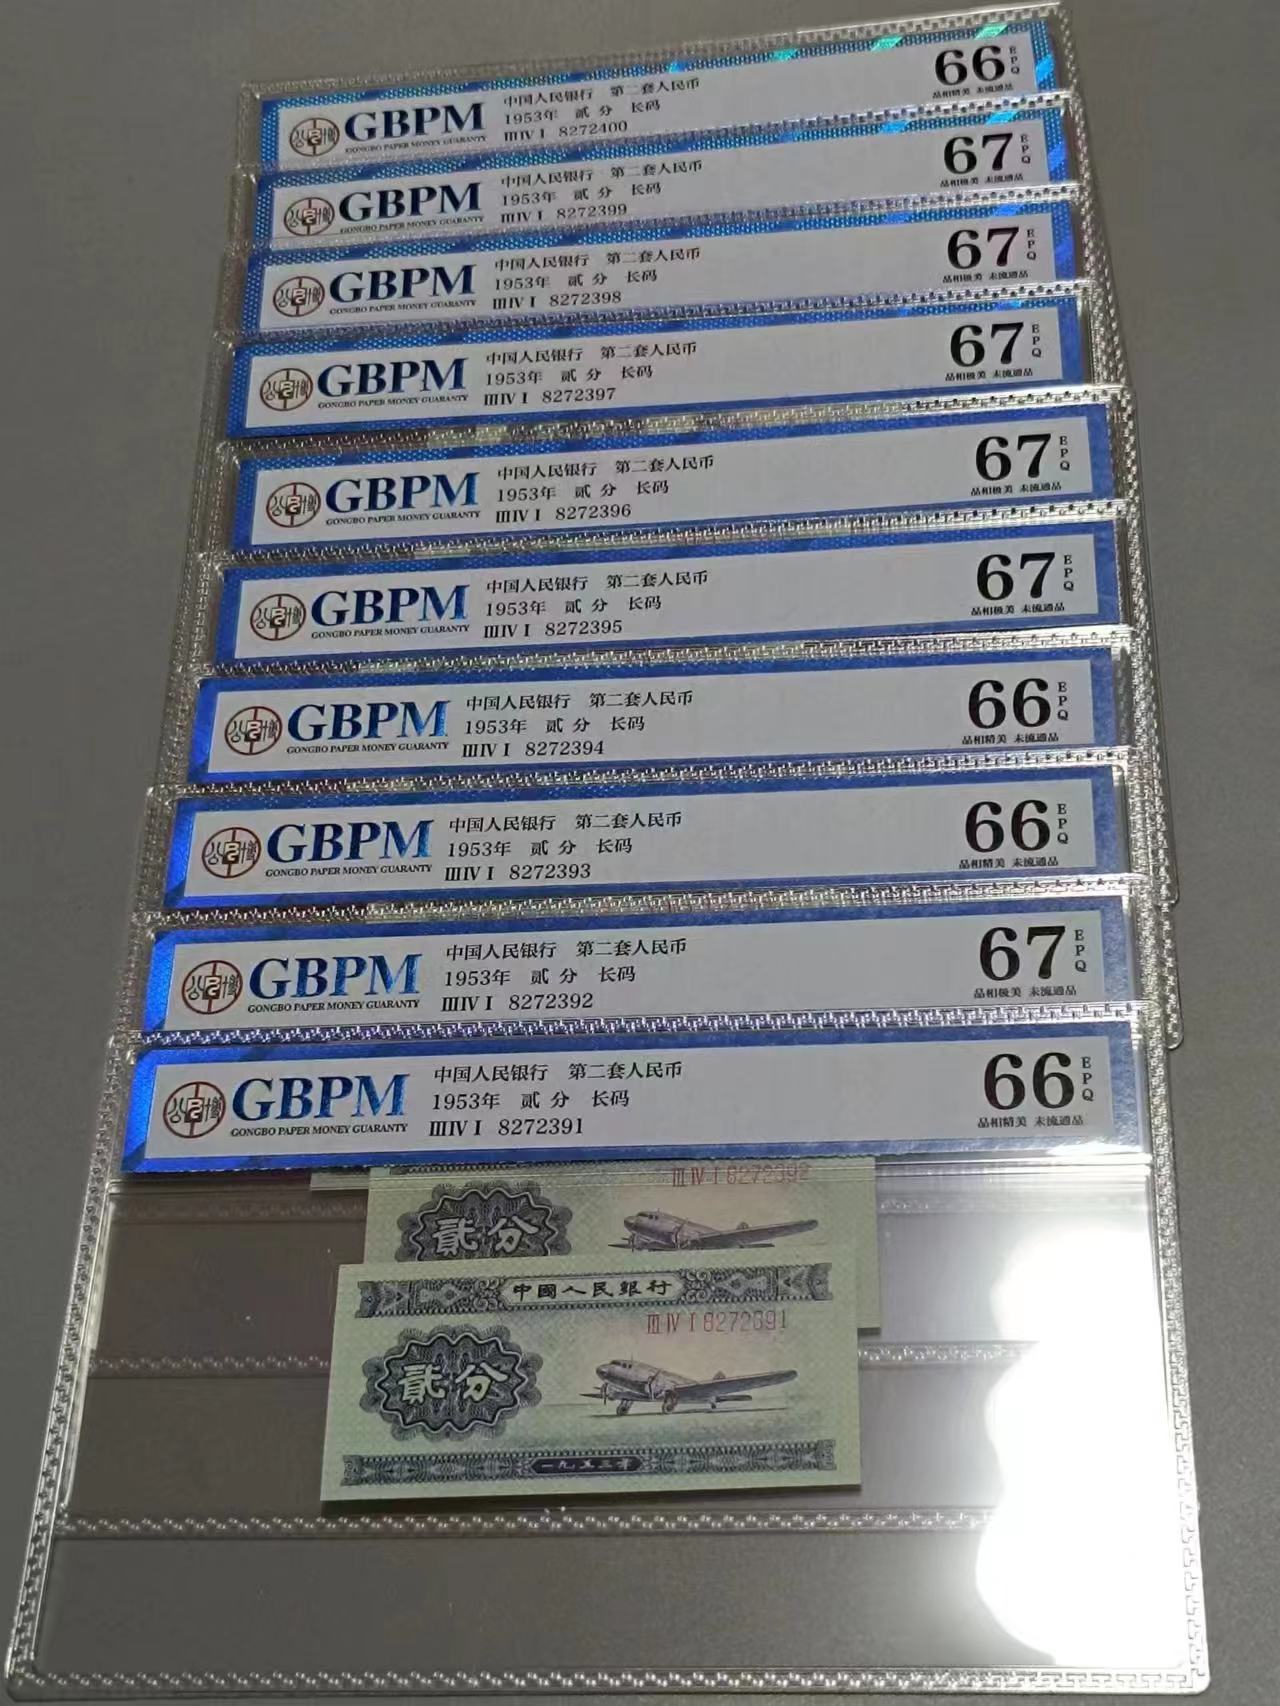 GBPM
GONGBO PAPER MONEY GUARANTY
中国人民银行 第二套人民币
1953年 贰 分 长码
ⅢⅣⅠ 8272400
66 EPQ
品相精美 未流通品
GBPM
GONGBO PAPER MONEY GUARANTY
中国人民银行 第二套人民币
1953年 贰 分 长码
ⅢⅣⅠ 8272399
67 EPQ
品相极美 未流通品
GBPM
GONGBO PAPER MONEY GUARANTY
中国人民银行 第二套人民币
1953年 贰 分 长码
ⅢⅣⅠ 8272398
67 EPQ
品相极美 未流通品
GBPM
GONGBO PAPER MONEY GUARANTY
中国人民银行 第二套人民币
1953年 贰 分 长码
ⅢⅣⅠ 8272397
67 EPQ
品相极美 未流通品
GBPM
GONGBO PAPER MONEY GUARANTY
中国人民银行 第二套人民币
1953年 贰 分 长码
ⅢⅣⅠ 8272396
67 EPQ
品相极美 未流通品
GBPM
GONGBO PAPER MONEY GUARANTY
中国人民银行 第二套人民币
1953年 贰 分 长码
ⅢⅣⅠ 8272395
67 EPQ
品相极美 未流通品
GBPM
GONGBO PAPER MONEY GUARANTY
中国人民银行 第二套人民币
1953年 贰 分 长码
ⅢⅣⅠ 8272394
66 EPQ
品相精美 未流通品
GBPM
GONGBO PAPER MONEY GUARANTY
中国人民银行 第二套人民币
1953年 贰 分 长码
ⅢⅣⅠ 8272393
66 EPQ
品相精美 未流通品
GBPM
GONGBO PAPER MONEY GUARANTY
中国人民银行 第二套人民币
1953年 贰 分 长码
ⅢⅣⅠ 8272392
67 EPQ
品相极美 未流通品
GBPM
GONGBO PAPER MONEY GUARANTY
中国人民银行 第二套人民币
1953年 贰 分 长码
ⅢⅣⅠ 8272391
66 EPQ
品相精美 未流通品
ⅢⅣⅠ8272392
貳分
中國人民銀行
ⅢⅣⅠ8272391
貳分
一九五三年